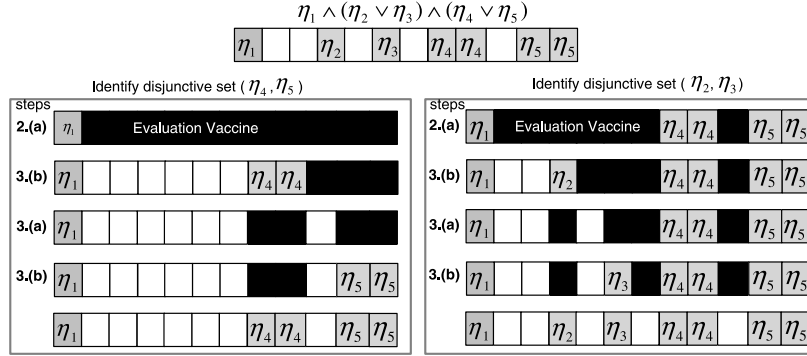 η₁ ∧ (η₂ ∨ η₃) ∧ (η₄ ∨ η₅)
η₁ η₂ η₃ η₄ η₄ η₅ η₅
Identify disjunctive set (η₄, η₅)
steps
2.(a) η₁ Evaluation Vaccine
3.(b) η₁ η₄ η₄
3.(a) η₁
3.(b) η₁ η₅ η₅
η₁ η₄ η₄ η₅ η₅
Identify disjunctive set (η₂, η₃)
steps
2.(a) η₁ Evaluation Vaccine η₄ η₄ η₅ η₅
3.(b) η₁ η₂ η₄ η₄ η₅ η₅
3.(a) η₁ η₄ η₄ η₅ η₅
3.(b) η₁ η₃ η₄ η₄ η₅ η₅
η₁ η₂ η₃ η₄ η₄ η₅ η₅